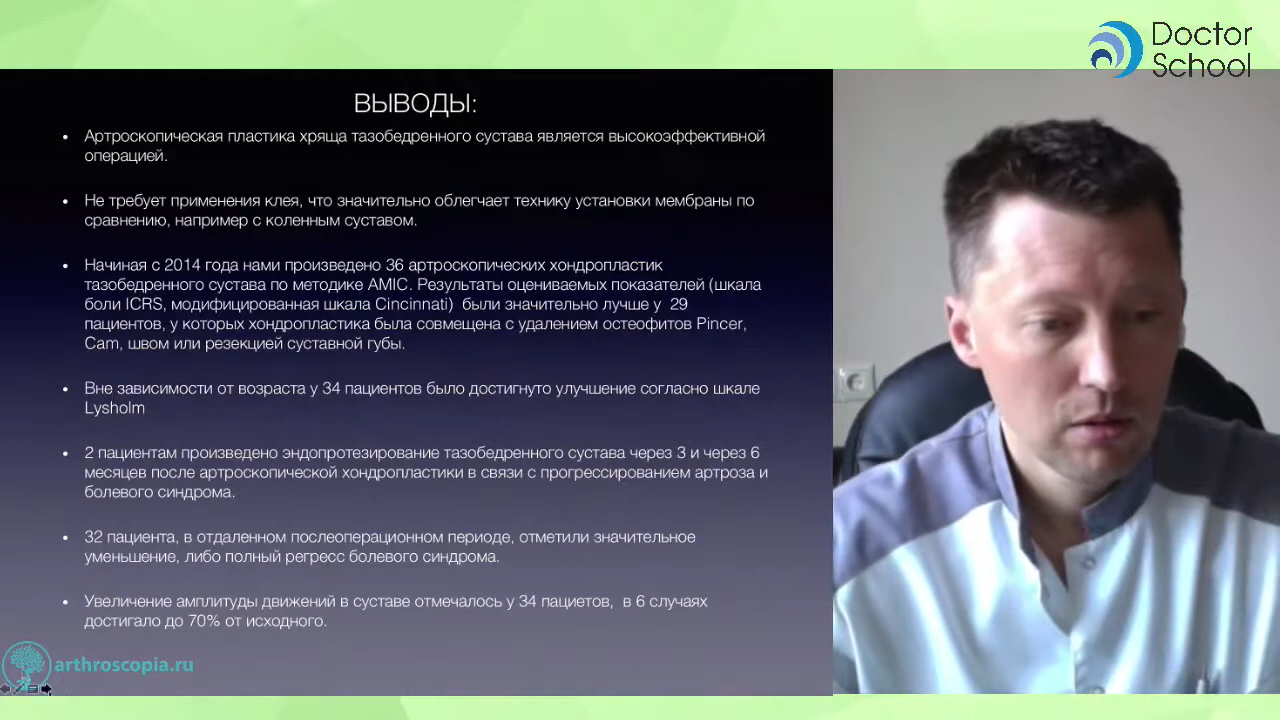 Doctor
School
ВЫВОДЫ:
• Артроскопическая пластика хряща тазобедренного сустава является высокоэффективной
операцией.
• Не требует применения клея, что значительно облегчает технику установки мембраны по
сравнению, например с коленным суставом.
• Начиная с 2014 года нами произведено 36 артроскопических хондропластик
тазобедренного сустава по методике AMIC. Результаты оцениваемых показателей (шкала
боли ICRS, модифицированная шкала Cincinnati) были значительно лучше у 29
пациентов, у которых хондропластика была совмещена с удалением остеофитов Pincer,
Cam, швом или резекцией суставной губы.
• Вне зависимости от возраста у 34 пациентов было достигнуто улучшение согласно шкале
Lysholm
• 2 пациентам произведено эндопротезирование тазобедренного сустава через 3 и через 6
месяцев после артроскопической хондропластики в связи с прогрессированием артроза и
болевого синдрома.
• 32 пациента, в отдаленном послеоперационном периоде, отметили значительное
уменьшение, либо полный регресс болевого синдрома.
• Увеличение амплитуды движений в суставе отмечалось у 34 пациетов, в 6 случаях
достигало до 70% от исходного.
arthroscopia.ru